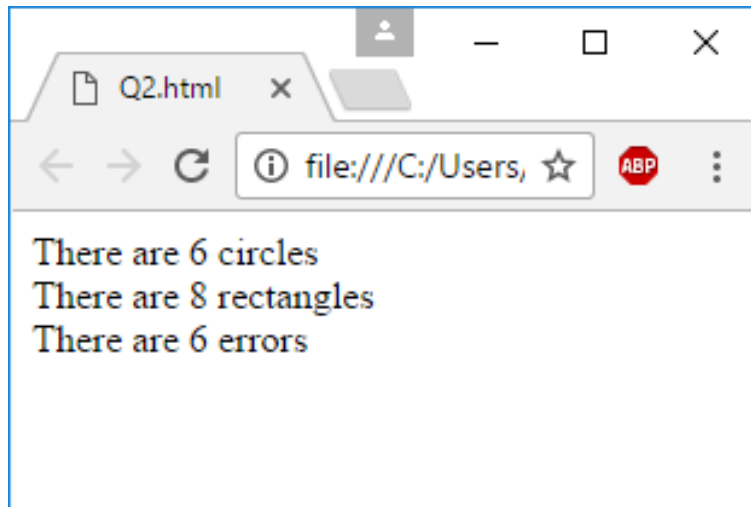 Q2.html
file:///C:/Users/
ABP
There are 6 circles
There are 8 rectangles
There are 6 errors